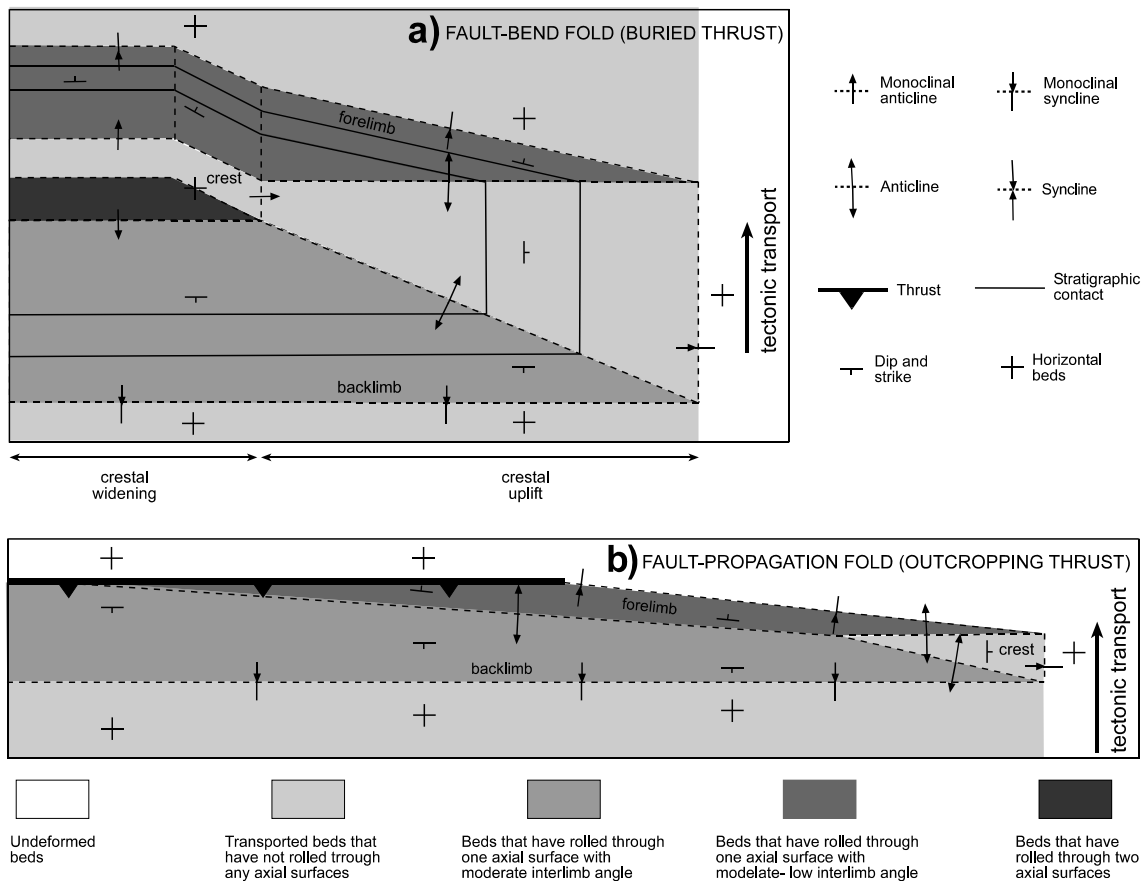 a) FAULT-BEND FOLD (BURIED THRUST)
forelimb
crest
backlimb
tectonic transport
crestal
widening
crestal
uplift
Monoclinal
anticline
Monoclinal
syncline
Anticline
Syncline
Thrust
Stratigraphic
contact
Dip and
strike
Horizontal
beds
b) FAULT-PROPAGATION FOLD (OUTCROPPING THRUST)
forelimb
crest
backlimb
tectonic transport
Undeformed
beds
Transported beds that
have not rolled trrough
any axial surfaces
Beds that have rolled through
one axial surface with
moderate interlimb angle
Beds that have rolled through
one axial surface with
modelate- low interlimb angle
Beds that have
rolled through two
axial surfaces